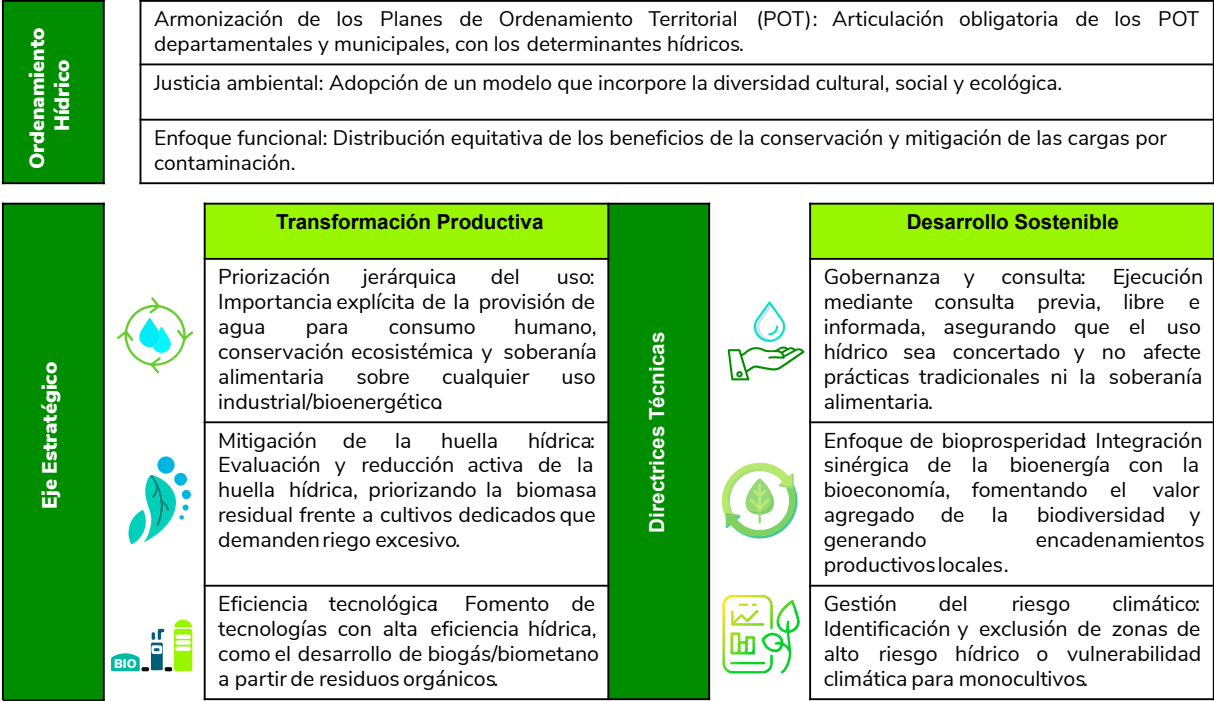 Ordenamiento
Hídrico
Armonización de los Planes de Ordenamiento Territorial (POT): Articulación obligatoria de los POT
departamentales y municipales, con los determinantes hídricos.
Justicia ambiental: Adopción de un modelo que incorpore la diversidad cultural, social y ecológica.
Enfoque funcional: Distribución equitativa de los beneficios de la conservación y mitigación de las cargas por
contaminación.
Eje Estratégico
Transformación Productiva
Priorización jerárquica del uso:
Importancia explícita de la provisión de
agua para consumo humano,
conservación ecosistémica y soberanía
alimentaria sobre cualquier uso
industrial/bioenergético.
Mitigación de la huella hídrica:
Evaluación y reducción activa de la
huella hídrica, priorizando la biomasa
residual frente a cultivos dedicados que
demanden riego excesivo.
BIO
Eficiencia tecnológica: Fomento de
tecnologías con alta eficiencia hídrica,
como el desarrollo de biogás/biometano
a partir de residuos orgánicos.
Directrices Técnicas
Desarrollo Sostenible
Gobernanza y consulta: Ejecución
mediante consulta previa, libre e
informada, asegurando que el uso
hídrico sea concertado y no afecte
prácticas tradicionales ni la soberanía
alimentaria.
Enfoque de bioprosperidad: Integración
sinérgica de la bioenergía con la
bioeconomía, fomentando el valor
agregado de la biodiversidad y
generando encadenamientos
productivos locales.
Gestión del riesgo climático:
Identificación y exclusión de zonas de
alto riesgo hídrico o vulnerabilidad
climática para monocultivos.